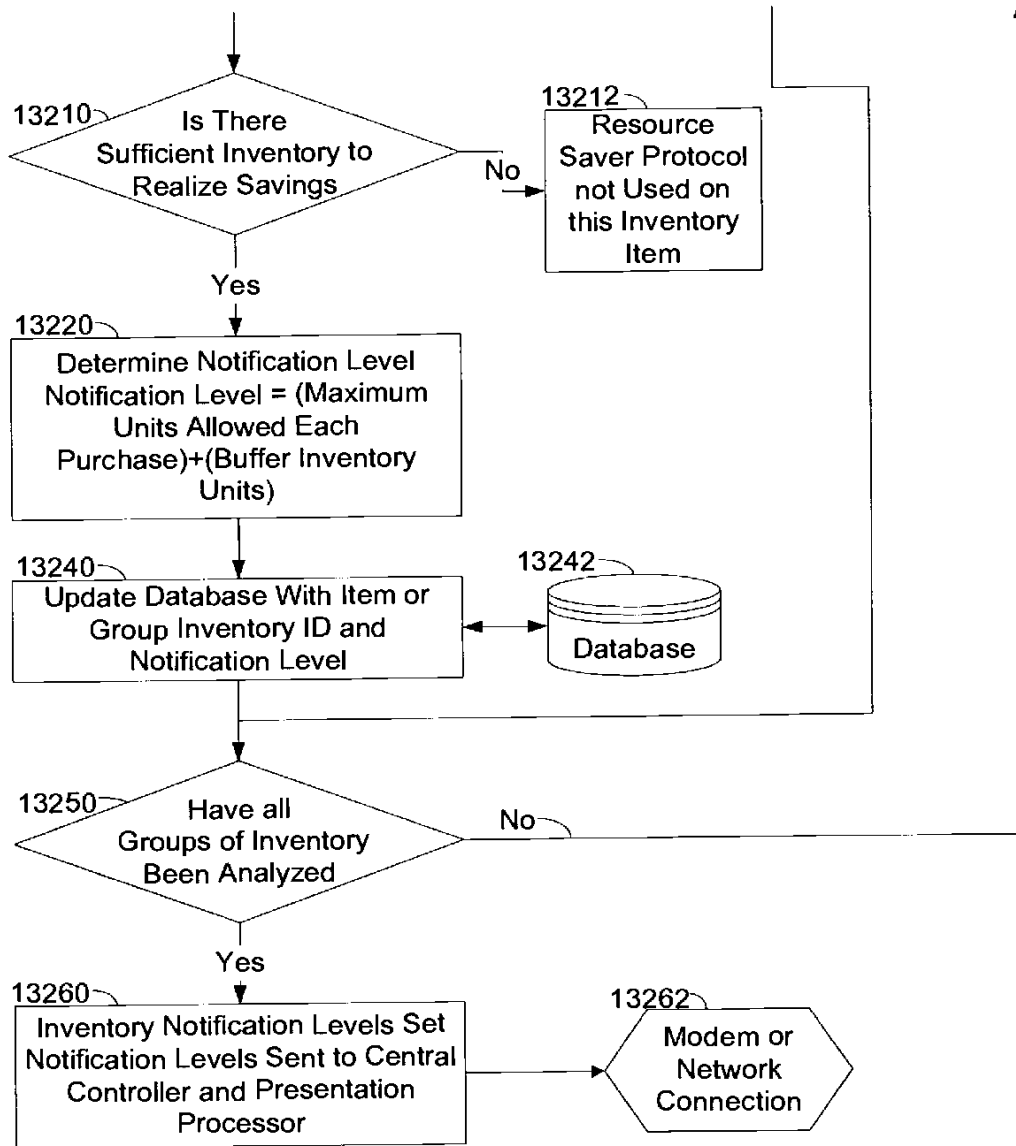 13210
Is There
Sufficient Inventory to
Realize Savings
No
13212
Resource
Saver Protocol
not Used on
this Inventory
Item
Yes
13220
Determine Notification Level
Notification Level = (Maximum
Units Allowed Each
Purchase)+(Buffer Inventory
Units)
13240
Update Database With Item or
Group Inventory ID and
Notification Level
13242
Database
13250
Have all
Groups of Inventory
Been Analyzed
No
Yes
13260
Inventory Notification Levels Set
Notification Levels Sent to Central
Controller and Presentation
Processor
13262
Modem or
Network
Connection